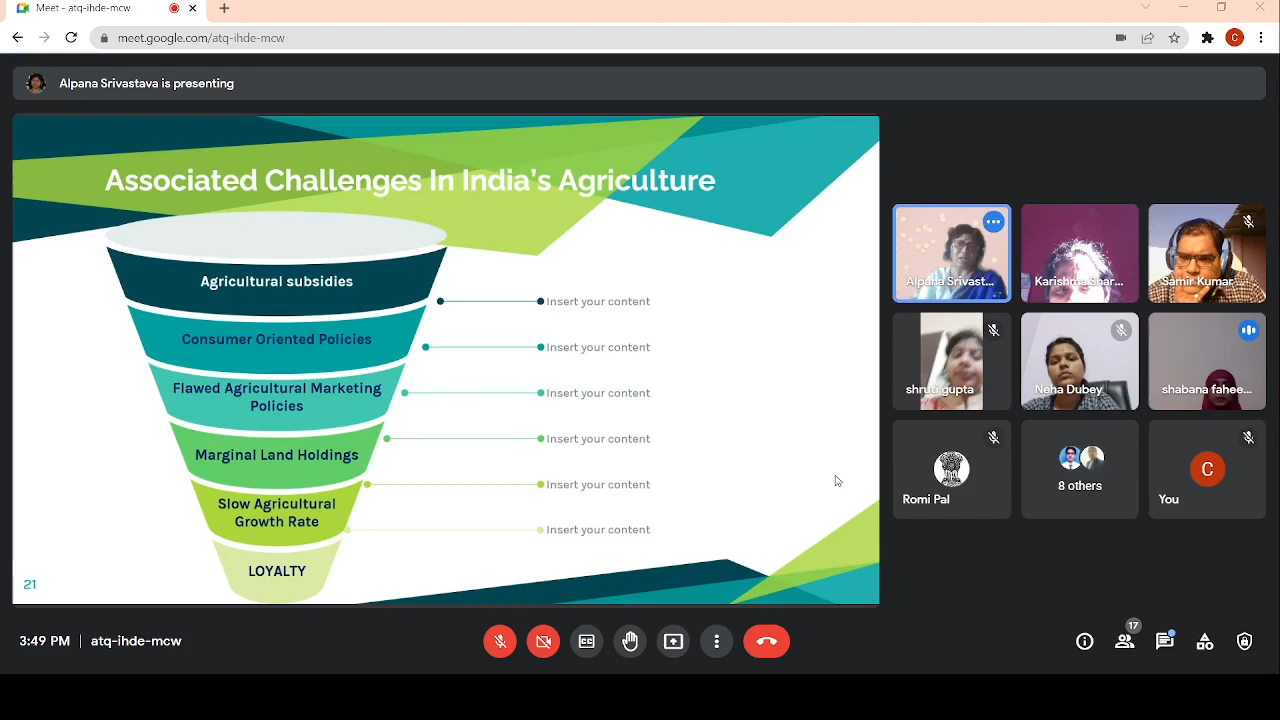 Meet - atq-ihde-mcw
meet.google.com/atq-ihde-mcw
C
Alpana Srivastava is presenting
Associated Challenges In India's Agriculture
Agricultural subsidies
Insert your content
Consumer Oriented Policies
Insert your content
Flawed Agricultural Marketing
Policies
Insert your content
Marginal Land Holdings
Insert your content
Slow Agricultural
Growth Rate
Insert your content
Insert your content
LOYALTY
21
Alpana Srivast...
Karishma Shar...
Samir Kumar ...
shruti gupta
Neha Dubey
shabana fahee...
Romi Pal
8 others
C
You
3:49 PM | atq-ihde-mcw
CC
17